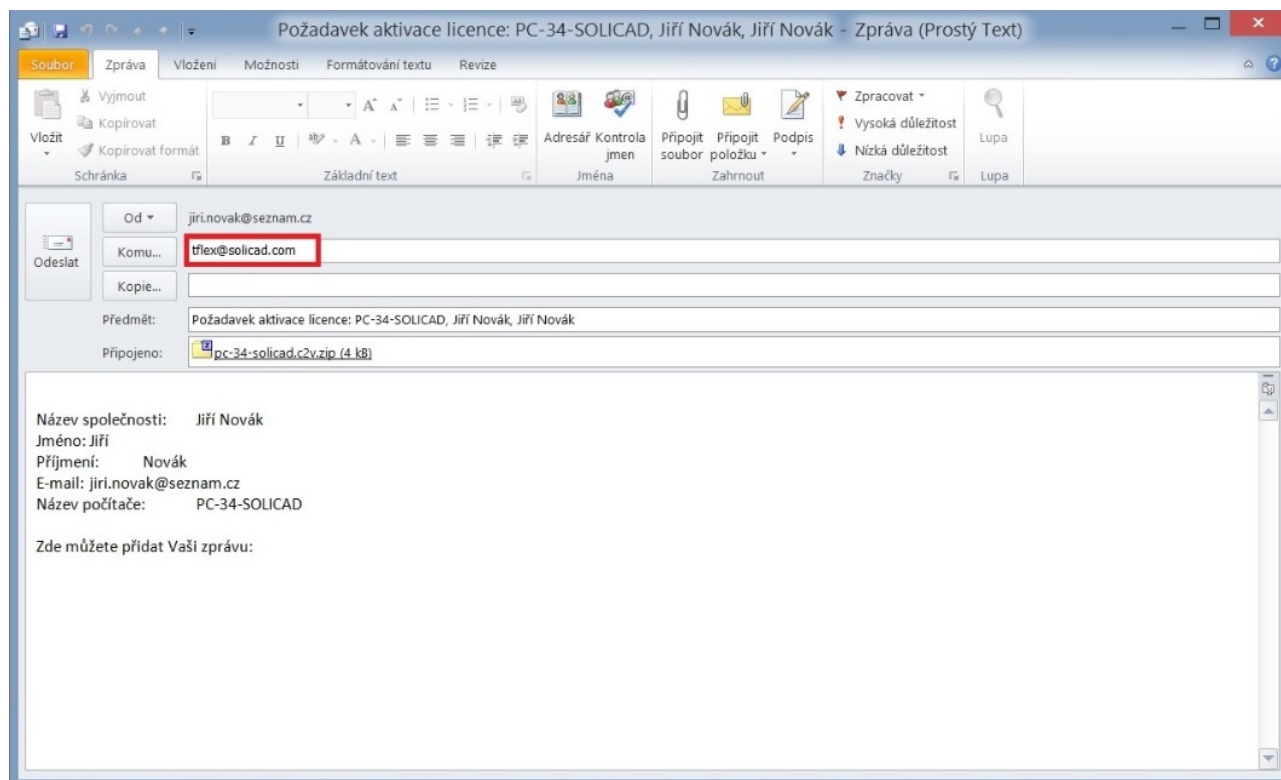 Požadavek aktivace licence: PC-34-SOLICAD, Jiří Novák, Jiří Novák - Zpráva (Prostý Text)
Soubor Zpráva Vložení Možnosti Formátování textu Revize
Vložit
Vyjmout
Kopírovat
Kopírovat formát
Schránka
B I U
Základní text
Adresář Kontrola jmen
Jména
Připojit soubor Připojit položku Podpis
Zahrnout
Zpracovat
Vysoká důležitost
Nízká důležitost
Značky
Lupa
Lupa
Odeslat
Od jiri.novak@seznam.cz
Komu... tflex@solicad.com
Kopie...
Předmět: Požadavek aktivace licence: PC-34-SOLICAD, Jiří Novák, Jiří Novák
Připojeno: pc-34-solicad.c2v.zip (4 kB)
Název společnosti: Jiří Novák
Jméno: Jiří
Příjmení: Novák
E-mail: jiri.novak@seznam.cz
Název počítače: PC-34-SOLICAD
Zde můžete přidat Vaši zprávu: